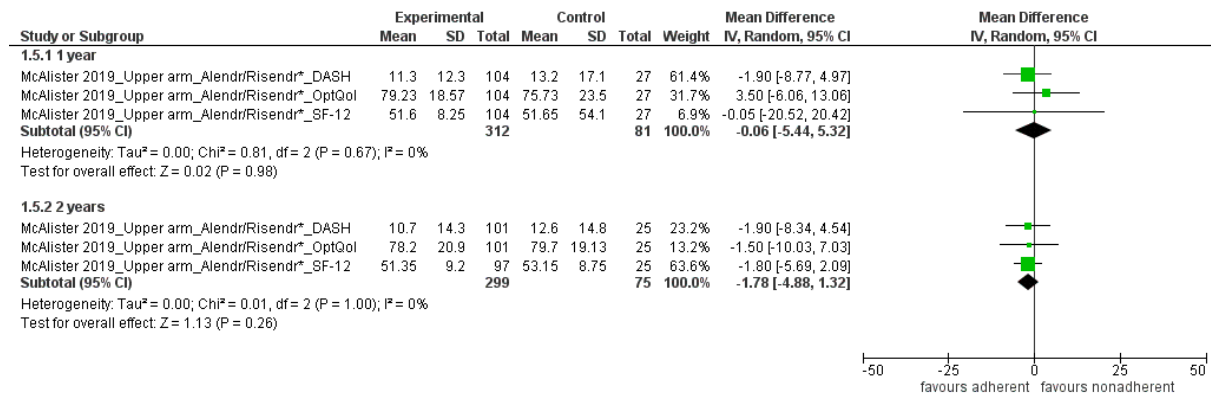 Experimental Control Mean Difference Mean Difference
Study or Subgroup Mean SD Total Mean SD Total Weight IV, Random, 95% CI IV, Random, 95% CI
1.5.1 1 year
McAlister 2019_Upper arm_Alendr/Risendr*_DASH 11.3 12.3 104 13.2 17.1 27 61.4% -1.90 [-8.77, 4.97]
McAlister 2019_Upper arm_Alendr/Risendr*_OptQol 79.23 18.57 104 75.73 23.5 27 31.7% 3.50 [-6.06, 13.06]
McAlister 2019_Upper arm_Alendr/Risendr*_SF-12 51.6 8.25 104 51.65 54.1 27 6.9% -0.05 [-20.52, 20.42]
Subtotal (95% CI) 312 81 100.0% -0.06 [-5.44, 5.32]
Heterogeneity: Tau² = 0.00; Chi² = 0.81, df = 2 (P = 0.67); I² = 0%
Test for overall effect: Z = 0.02 (P = 0.98)
1.5.2 2 years
McAlister 2019_Upper arm_Alendr/Risendr*_DASH 10.7 14.3 101 12.6 14.8 25 23.2% -1.90 [-8.34, 4.54]
McAlister 2019_Upper arm_Alendr/Risendr*_OptQol 78.2 20.9 101 79.7 19.13 25 13.2% -1.50 [-10.03, 7.03]
McAlister 2019_Upper arm_Alendr/Risendr*_SF-12 51.35 9.2 97 53.15 8.75 25 63.6% -1.80 [-5.69, 2.09]
Subtotal (95% CI) 299 75 100.0% -1.78 [-4.88, 1.32]
Heterogeneity: Tau² = 0.00; Chi² = 0.01, df = 2 (P = 1.00); I² = 0%
Test for overall effect: Z = 1.13 (P = 0.26)
-50 -25 0 25 50
favours adherent favours nonadherent